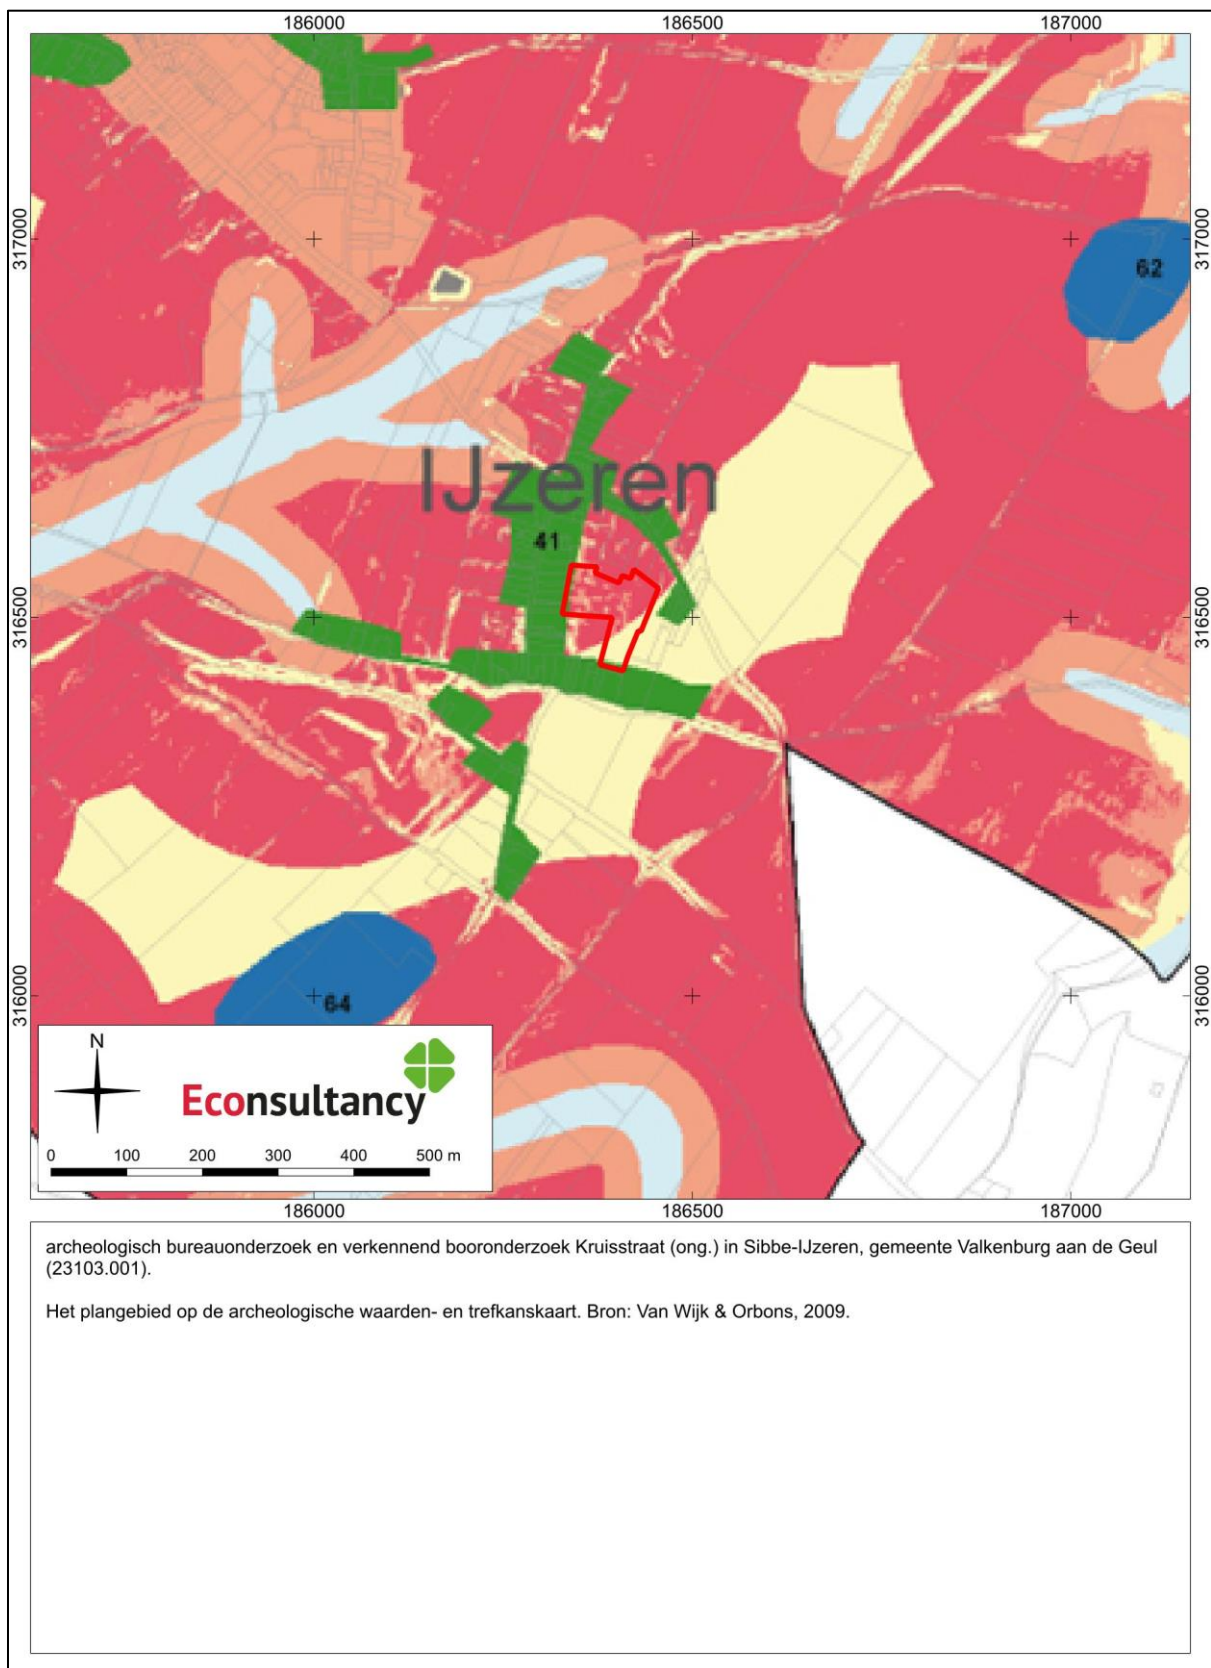 186000
186500
187000
317000
317000
62
IJzeren
41
316500
316500
316000
316000
64
N
Econsultancy
0 100 200 300 400 500 m
186000
186500
187000
archeologisch bureauonderzoek en verkennend booronderzoek Kruisstraat (ong.) in Sibbe-IJzeren, gemeente Valkenburg aan de Geul
(23103.001).
Het plangebied op de archeologische waarden- en trefkanskaart. Bron: Van Wijk & Orbons, 2009.